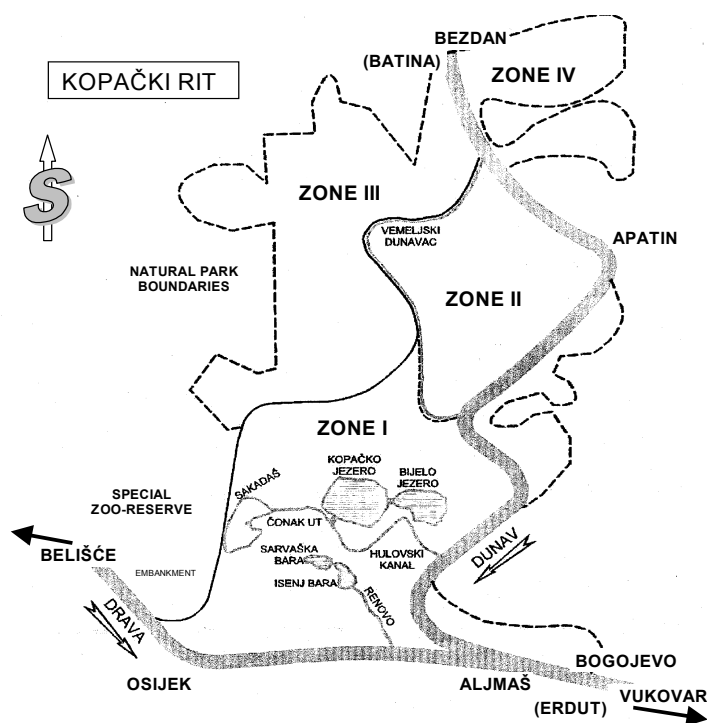 BEZDAN
(BATINA)
ZONE IV
KOPAČKI RIT
S
ZONE III
VEMELJSKI
DUNAVAC
APATIN
NATURAL PARK
BOUNDARIES
ZONE II
ZONE I
KOPAČKO
JEZERO
BIJELO
JEZERO
SAKADAŠ
SPECIAL
ZOO-RESERVE
ČONAK UT
BELIŠĆE
SARVAŠKA
BARA
HULOVSKI
KANAL
DUNAV
EMBANKMENT
ISENJ BARA
RENOVO
DRAVA
BOGOJEVO
OSIJEK
ALJMAŠ
(ERDUT)
VUKOVAR